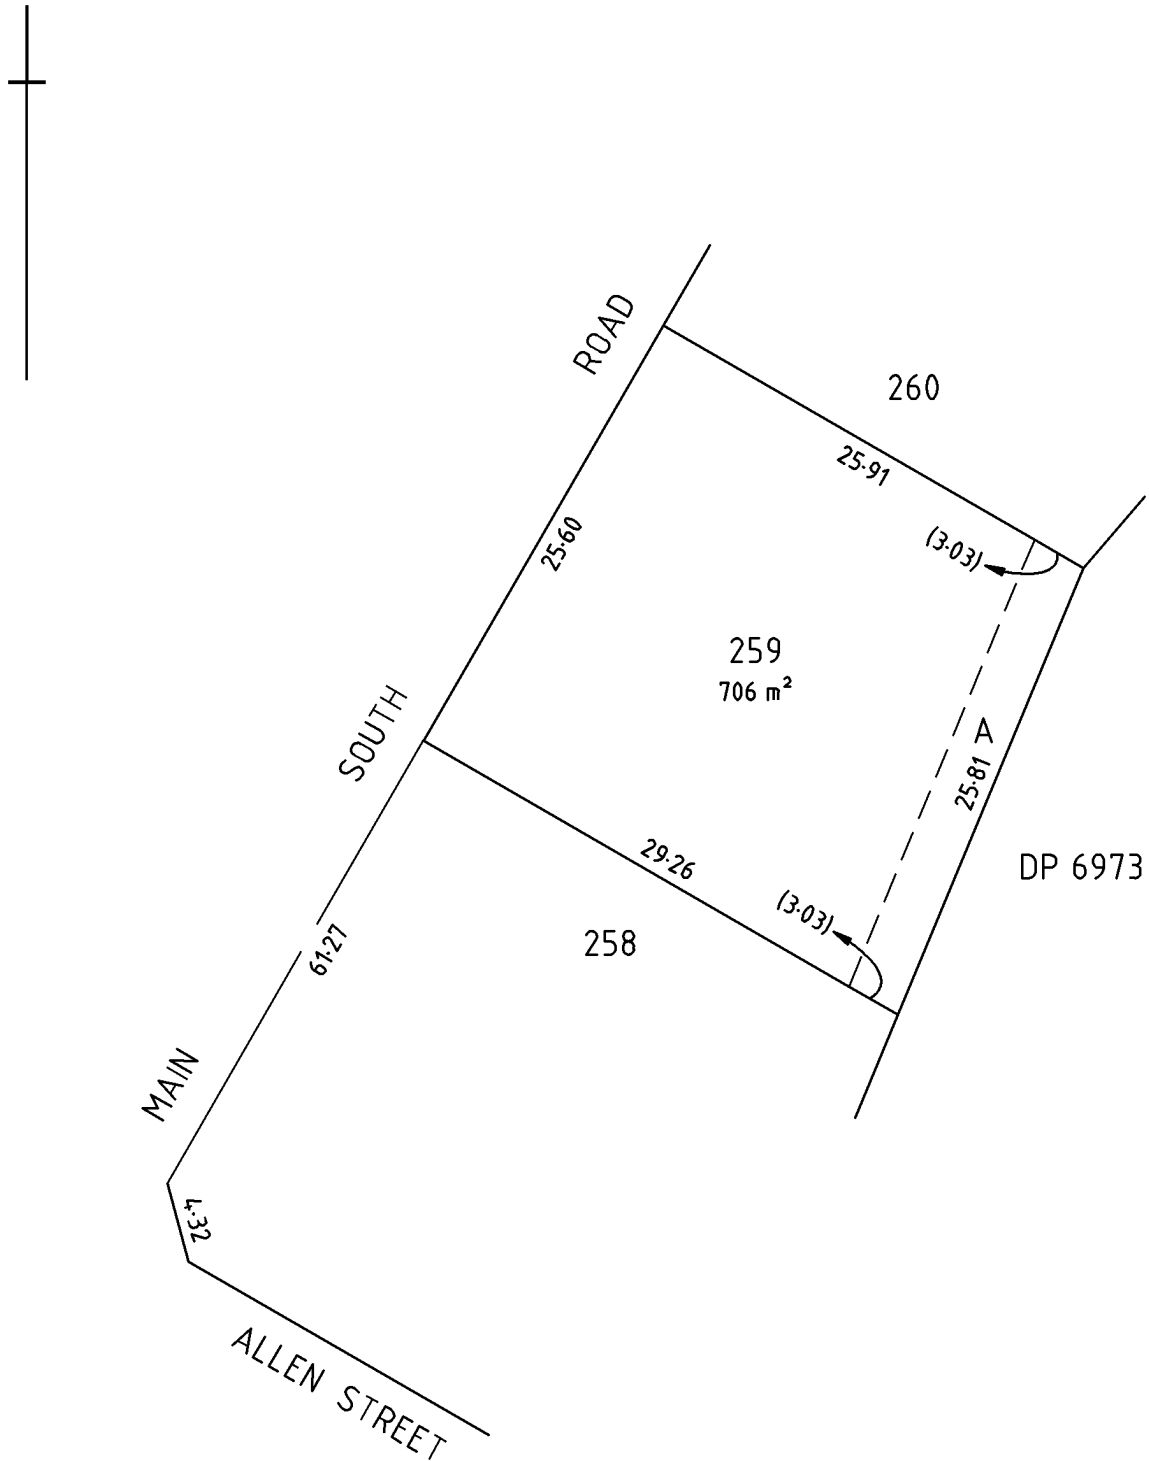 ROAD
260
25·91
(3·03)
25·60
259
706 m²
A
25·81
SOUTH
DP 6973
29·26
(3·03)
258
61·27
MAIN
4·32
ALLEN STREET